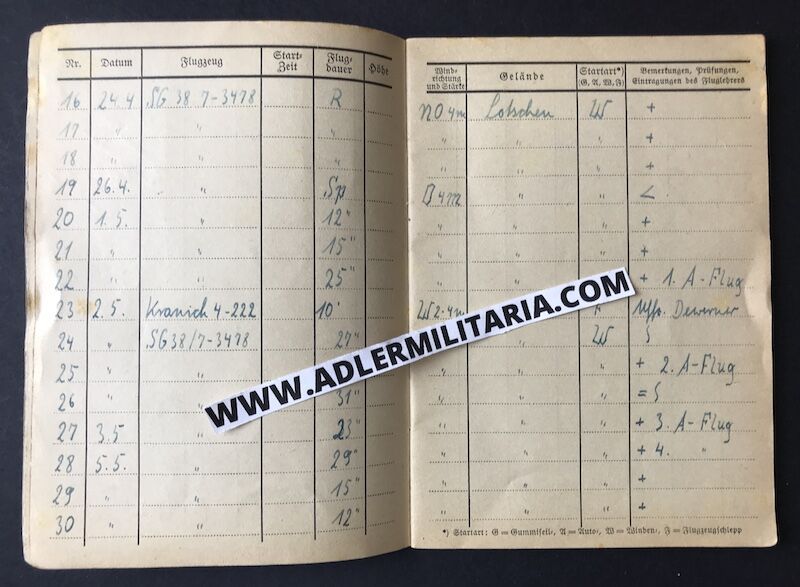 Nr. Datum Flugzeug Start-Zeit Flug-dauer Höhe
16 24.4 SG 38 7-3478 R
17 " " "
18 " " "
19 26.4. " Sp
20 1.5. " 12"
21 " " 15"
22 " " 25"
23 2.5. Kranich 4-222 10'
24 " SG 38/7-3478 27"
25 "
26 " " 31"
27 3.5 " 23"
28 5.5. " 29"
29 " " 15"
30 " " 12"
Wind-richtung und Stärke Gelände Startart*) (G, A, W, F) Bemerkungen, Prüfungen, Eintragungen des Fluglehrers
NO 4m Lotschen W +
" " " +
" " " +
4m " " <
" " " +
" " " +
+ 1. A-Flug
W 2-4m F Uffz.
W
" + 2. A-Flug
" " " =
" " " + 3. A-Flug
" " " + 4. "
" " " +
" " " +
*) Startart: G = Gummiseil-, A = Auto-, W = Winden-, F = Flugzeugschlepp
WWW.ADLERMILITARIA.COM